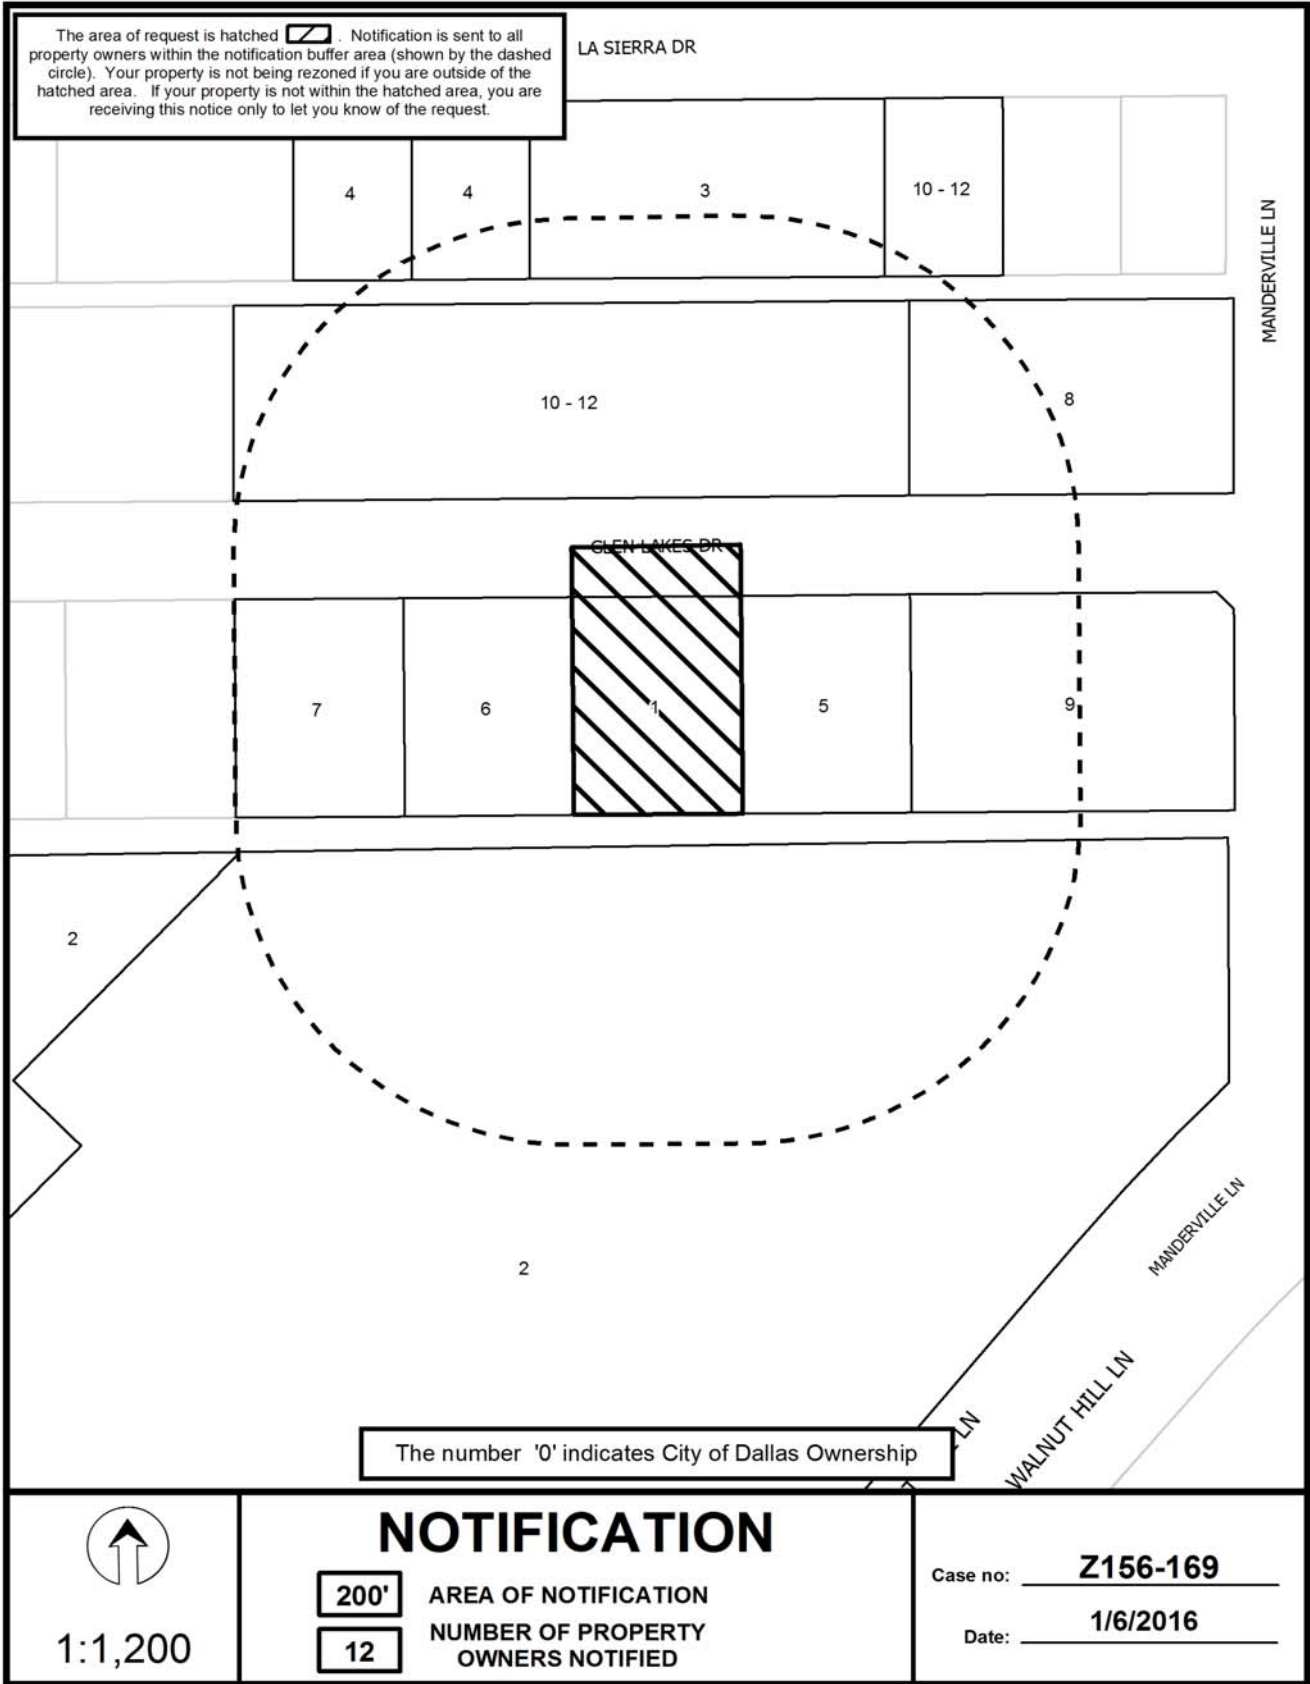 The area of request is hatched . Notification is sent to all
property owners within the notification buffer area (shown by the dashed
circle). Your property is not being rezoned if you are outside of the
hatched area. If your property is not within the hatched area, you are
receiving this notice only to let you know of the request.
LA SIERRA DR
4
4
3
10 - 12
MANDERVILLE LN
10 - 12
8
GLEN LAKES DR
7
6
1
5
9
2
2
MANDERVILLE LN
WALNUT HILL LN
LN
The number '0' indicates City of Dallas Ownership
1:1,200
NOTIFICATION
200' AREA OF NOTIFICATION
12 NUMBER OF PROPERTY
OWNERS NOTIFIED
Case no: Z156-169
Date: 1/6/2016